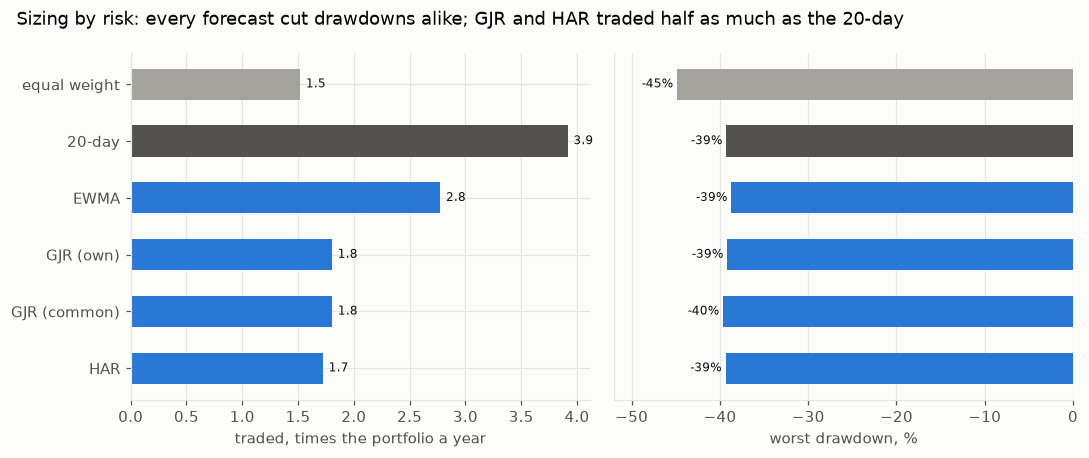 Sizing by risk: every forecast cut drawdowns alike; GJR and HAR traded half as much as the 20-day
equal weight 1.5 -45%
20-day 3.9 -39%
EWMA 2.8 -39%
GJR (own) 1.8 -39%
GJR (common) 1.8 -40%
HAR 1.7 -39%
0.0 0.5 1.0 1.5 2.0 2.5 3.0 3.5 4.0 −50 −40 −30 −20 −10 0
traded, times the portfolio a year worst drawdown, %